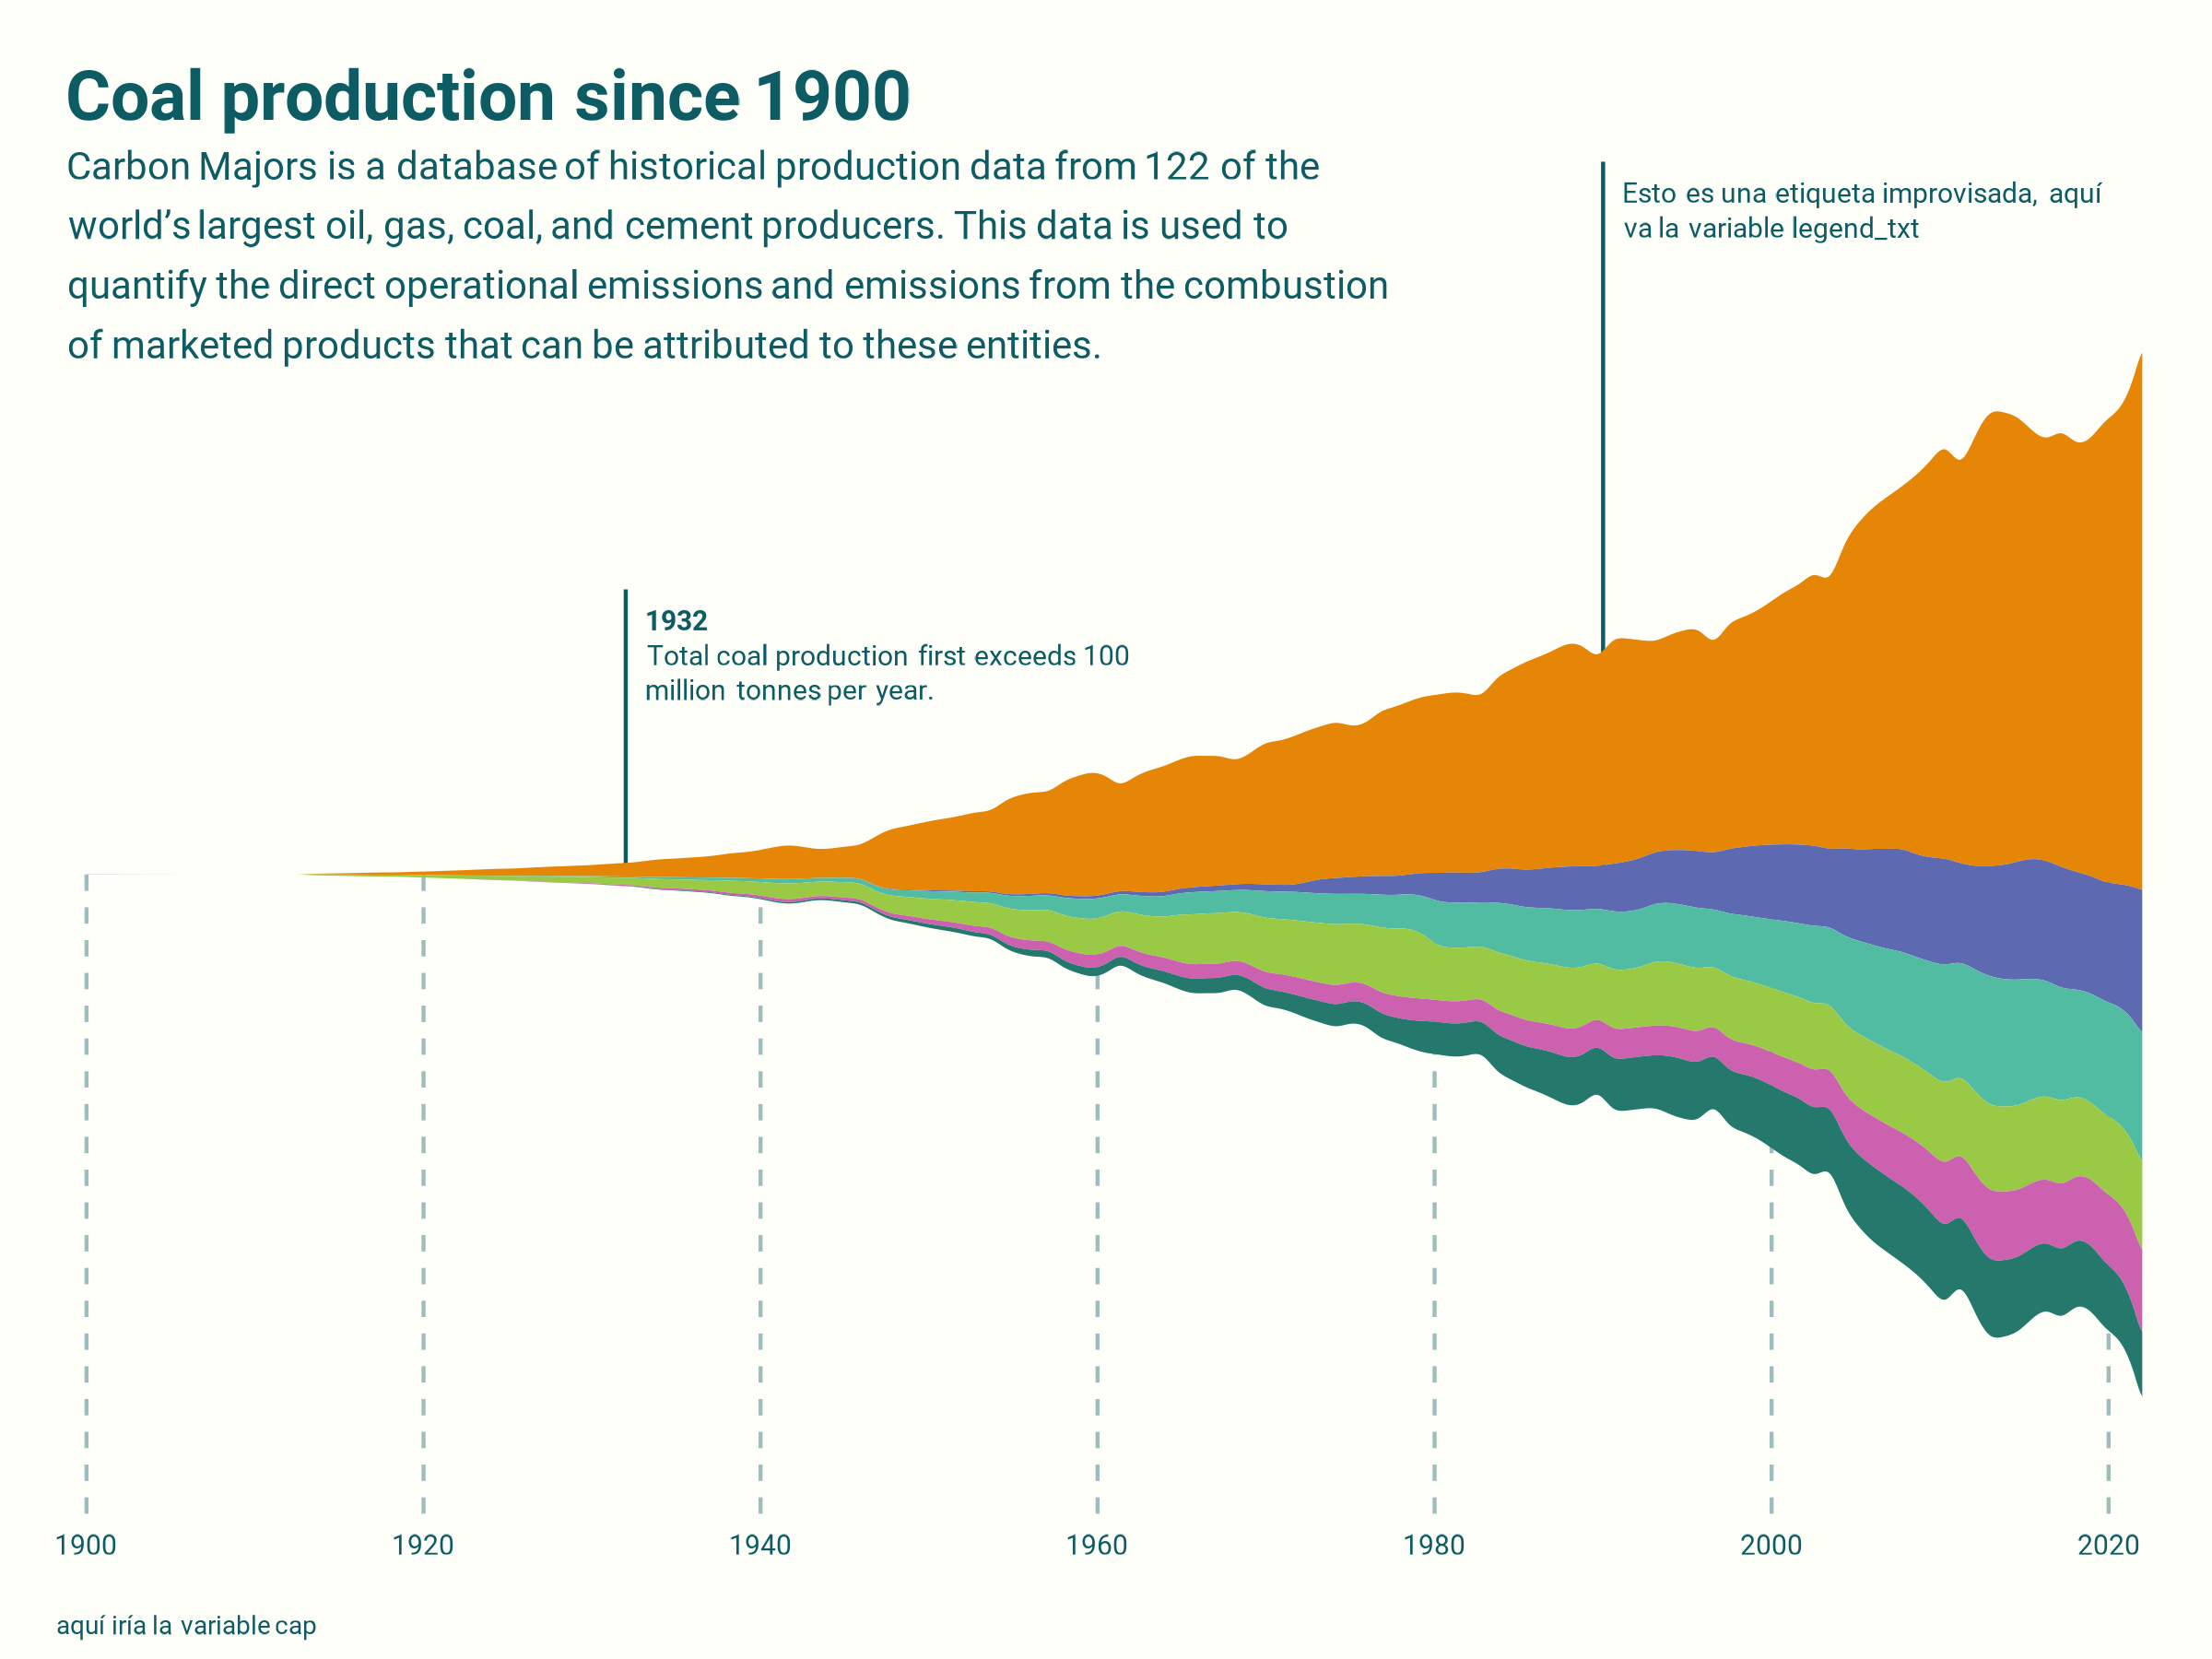 Coal production since 1900
Carbon Majors is a database of historical production data from 122 of the
world’s largest oil, gas, coal, and cement producers. This data is used to
quantify the direct operational emissions and emissions from the combustion
of marketed products that can be attributed to these entities.
Esto es una etiqueta improvisada, aquí
va la variable legend_txt
1932
Total coal production first exceeds 100
million tonnes per year.
1900 1920 1940 1960 1980 2000 2020
aquí iría la variable cap